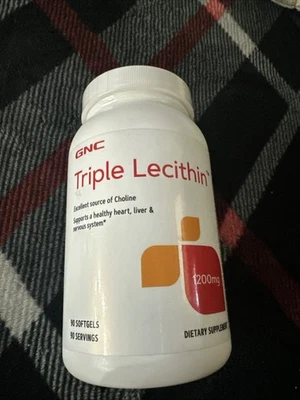 GNC
Triple Lecithin
Excellent source of Choline
Supports a healthy heart, liver &
nervous system*
1200mg
90 SOFTGELS
90 SERVINGS
DIETARY SUPPLEMENT